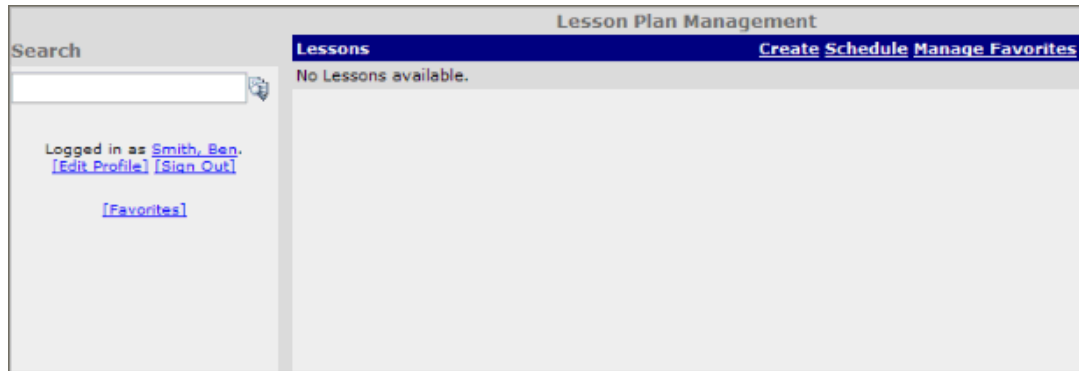 Lesson Plan Management
Search
Lessons Create Schedule Manage Favorites
No Lessons available.
Logged in as Smith, Ben.
[Edit Profile] [Sign Out]
[Favorites]